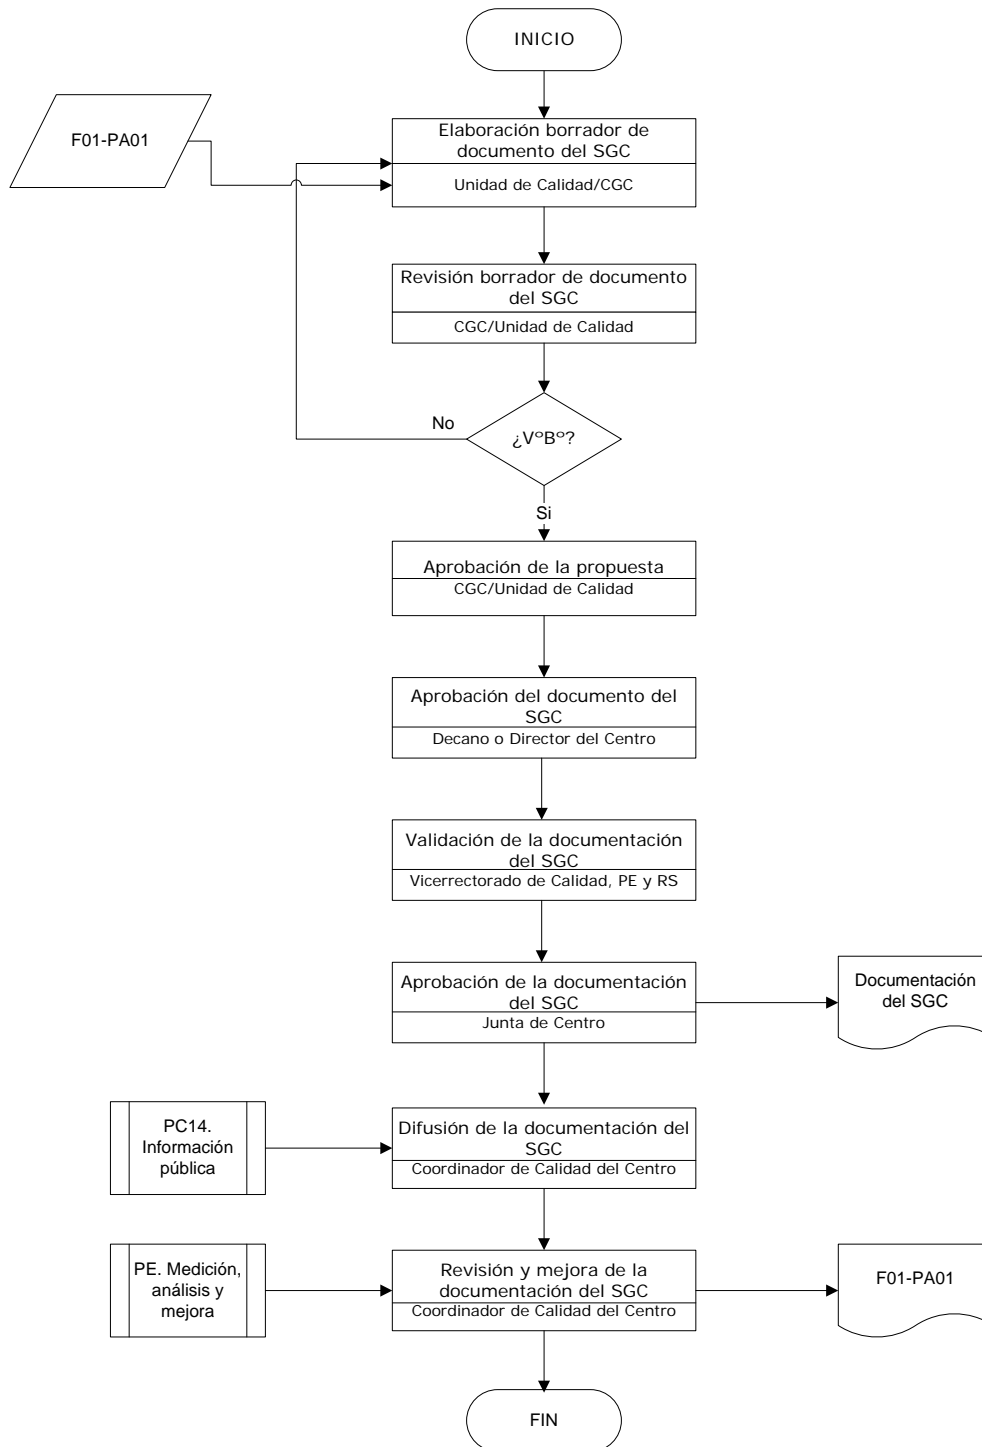 INICIO
F01-PA01
Elaboración borrador de
documento del SGC
Unidad de Calidad/CGC
Revisión borrador de documento
del SGC
CGC/Unidad de Calidad
No
¿VºBº?
Si
Aprobación de la propuesta
CGC/Unidad de Calidad
Aprobación del documento del
SGC
Decano o Director del Centro
Validación de la documentación
del SGC
Vicerrectorado de Calidad, PE y RS
Aprobación de la documentación
del SGC
Junta de Centro
Documentación
del SGC
PC14.
Información
pública
Difusión de la documentación del
SGC
Coordinador de Calidad del Centro
PE. Medición,
análisis y
mejora
Revisión y mejora de la
documentación del SGC
Coordinador de Calidad del Centro
F01-PA01
FIN